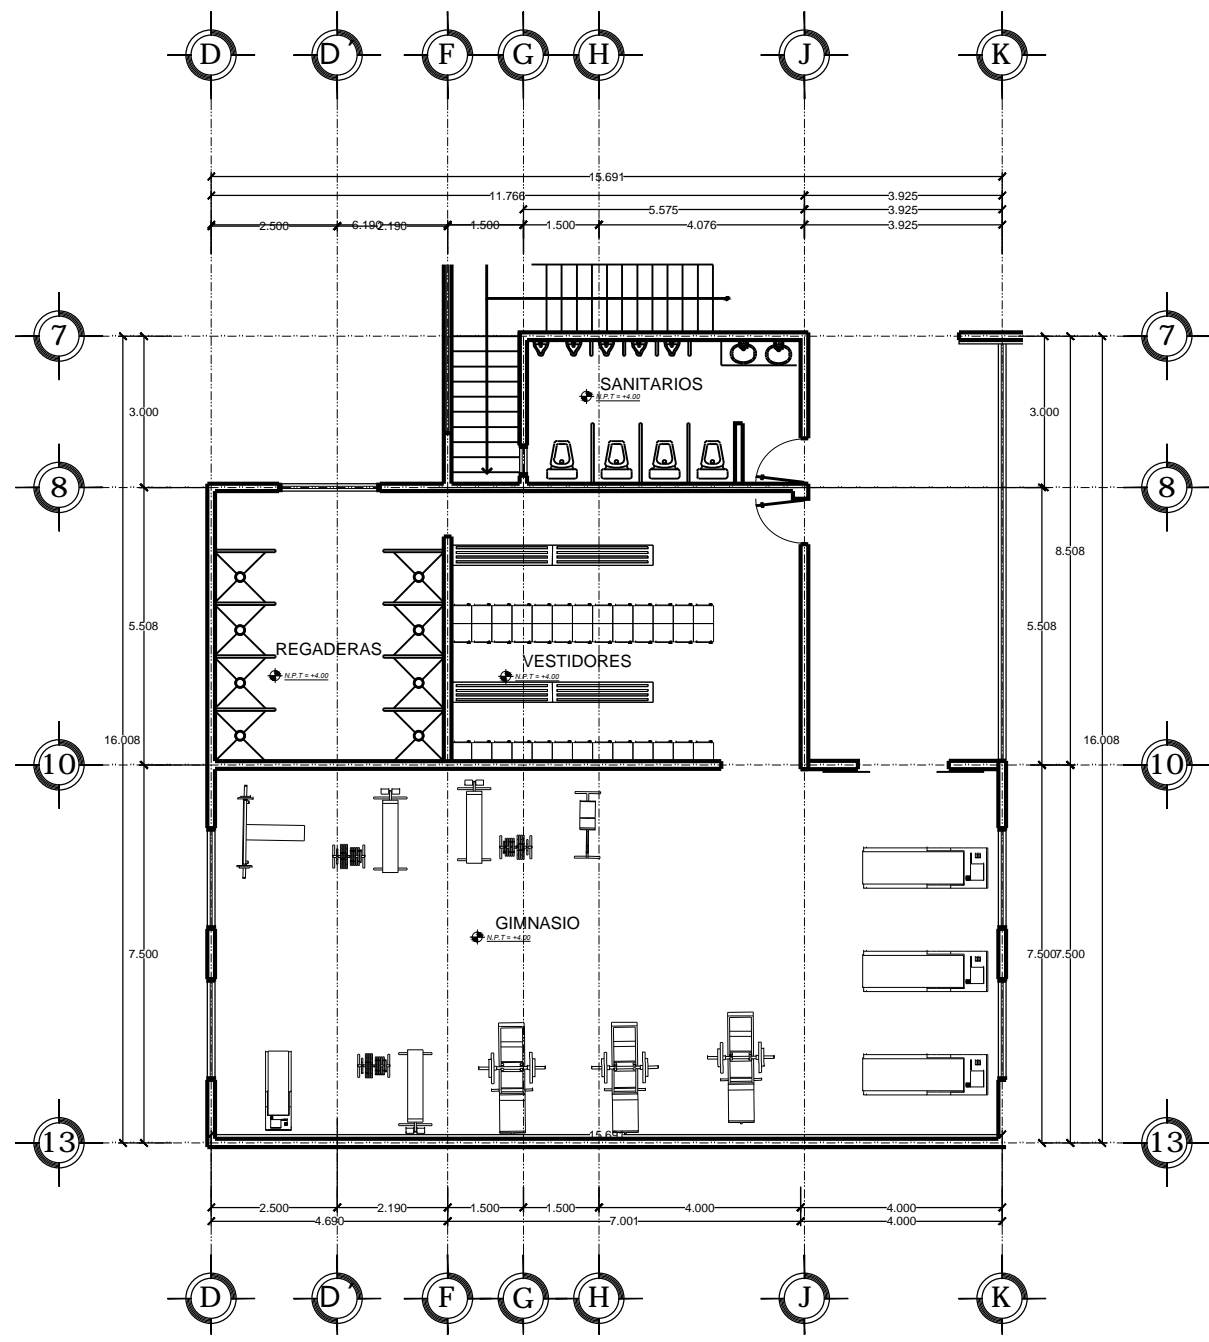 D D´ F G H J K
15.691
11.766 3.925
5.575 3.925
2.500 6.190 2.190 1.500 1.500 4.076 3.925
7 7
SANITARIOS
N.P.T = +4.00
3.000 3.000
8 8
8.508
5.508 5.508
REGADERAS
N.P.T = +4.00
VESTIDORES
N.P.T = +4.00
16.008 16.008
10 10
GIMNASIO
N.P.T = +4.00
7.500 7.500 7.500
15.691
13 13
2.500 2.190 1.500 1.500 4.000 4.000
4.690 7.001 4.000
D D´ F G H J K